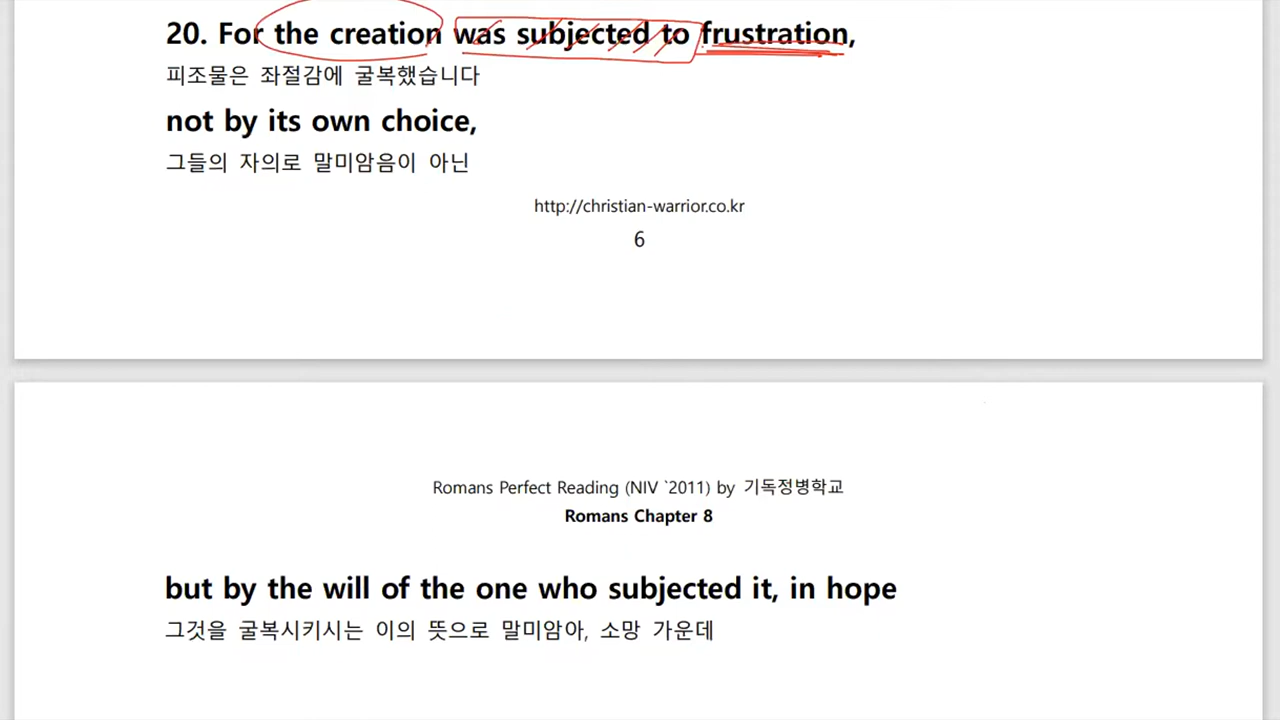 20. For the creation was subjected to frustration,
피조물은 좌절감에 굴복했습니다
not by its own choice,
그들의 자의로 말미암음이 아닌
http://christian-warrior.co.kr
6
Romans Perfect Reading (NIV `2011) by 기독정병학교
Romans Chapter 8
but by the will of the one who subjected it, in hope
그것을 굴복시키시는 이의 뜻으로 말미암아, 소망 가운데